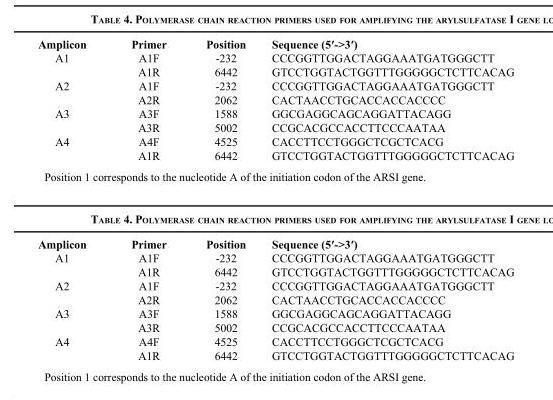 TABLE 4. POLYMERASE CHAIN REACTION PRIMERS USED FOR AMPLIFYING THE ARYLSULFATASE I GENE
Amplicon Primer Position Sequence (5'->3')
A1 A1F -232 CCCGGTTGGACTAGGAAATGATGGGCTT
A1R 6442 GTCCTGGTACTGGTTTGGGGGCTCTTCACAG
A2 A1F -232 CCCGGTTGGACTAGGAAATGATGGGCTT
A2R 2062 CACTAACCTGCACCACCACCCC
A3 A3F 1588 GGCGAGGCAGCAGGATTACAGG
A3R 5002 CCGCACGCCACCTTCCCAATAA
A4 A4F 4525 CACCTTCCTGGGCTCGCTCACG
A1R 6442 GTCCTGGTACTGGTTTGGGGGCTCTTCACAG
Position 1 corresponds to the nucleotide A of the initiation codon of the ARSI gene.
TABLE 4. POLYMERASE CHAIN REACTION PRIMERS USED FOR AMPLIFYING THE ARYLSULFATASE I GENE
Amplicon Primer Position Sequence (5'->3')
A1 A1F -232 CCCGGTTGGACTAGGAAATGATGGGCTT
A1R 6442 GTCCTGGTACTGGTTTGGGGGCTCTTCACAG
A2 A1F -232 CCCGGTTGGACTAGGAAATGATGGGCTT
A2R 2062 CACTAACCTGCACCACCACCCC
A3 A3F 1588 GGCGAGGCAGCAGGATTACAGG
A3R 5002 CCGCACGCCACCTTCCCAATAA
A4 A4F 4525 CACCTTCCTGGGCTCGCTCACG
A1R 6442 GTCCTGGTACTGGTTTGGGGGCTCTTCACAG
Position 1 corresponds to the nucleotide A of the initiation codon of the ARSI gene.